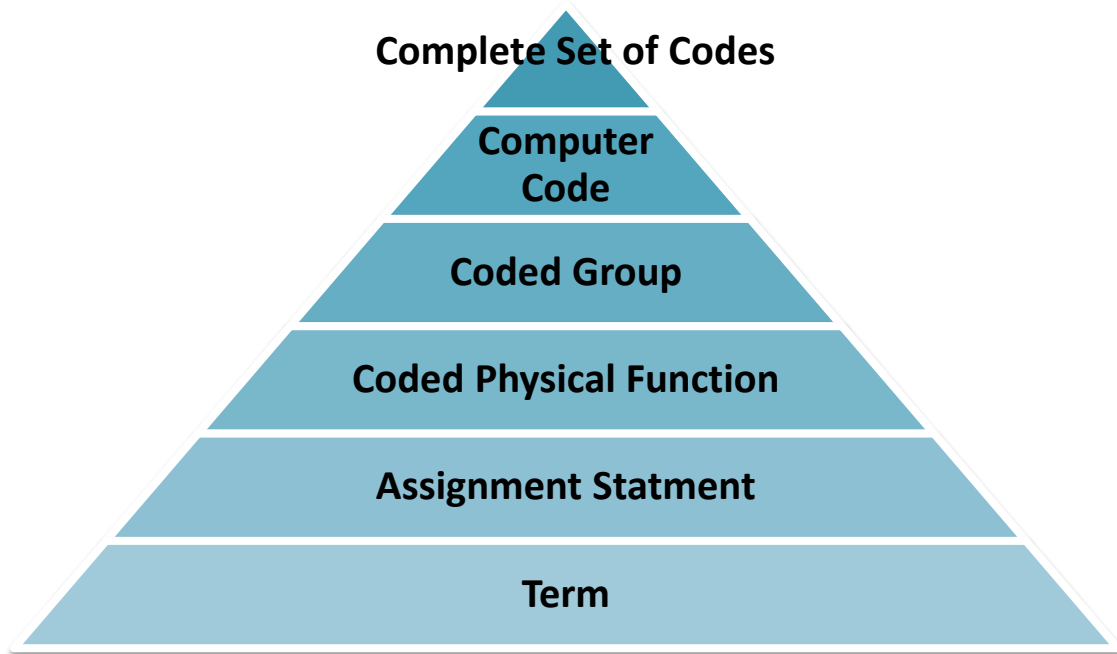 Complete Set of Codes
Computer
Code
Coded Group
Coded Physical Function
Assignment Statment
Term